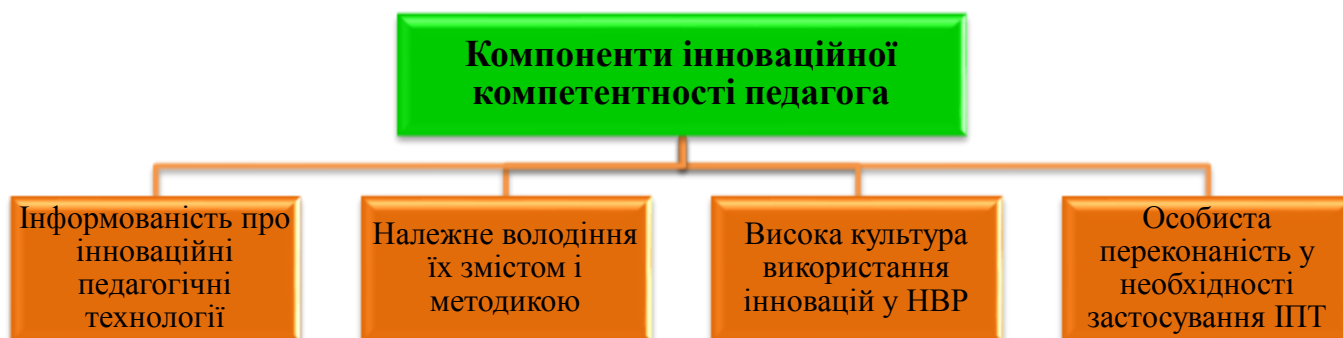 Компоненти інноваційної
компетентності педагога
Інформованість про
інноваційні
педагогічні
технології
Належне володіння
їх змістом і
методикою
Висока культура
використання
інновацій у НВР
Особиста
переконаність у
необхідності
застосування ІПТ